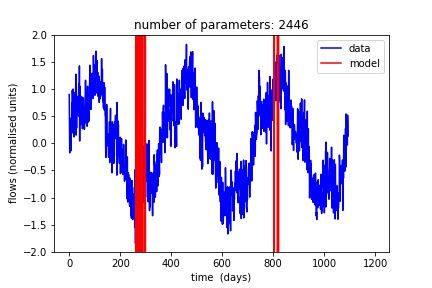 number of parameters: 2446
2.0
1.5
1.0
0.5
0.0
−0.5
−1.0
−1.5
−2.0
flows (normalised units)
data
model
0 200 400 600 800 1000 1200
time (days)